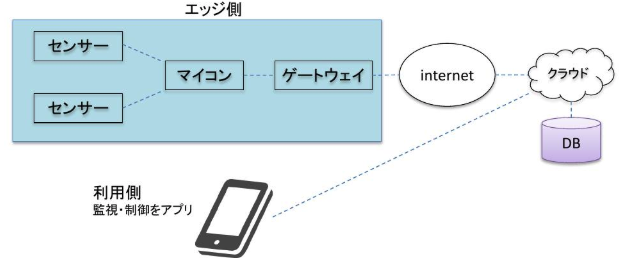 エッジ側
センサー
マイコン
ゲートウェイ
internet
クラウド
センサー
DB
利用側
監視・制御をアプリ